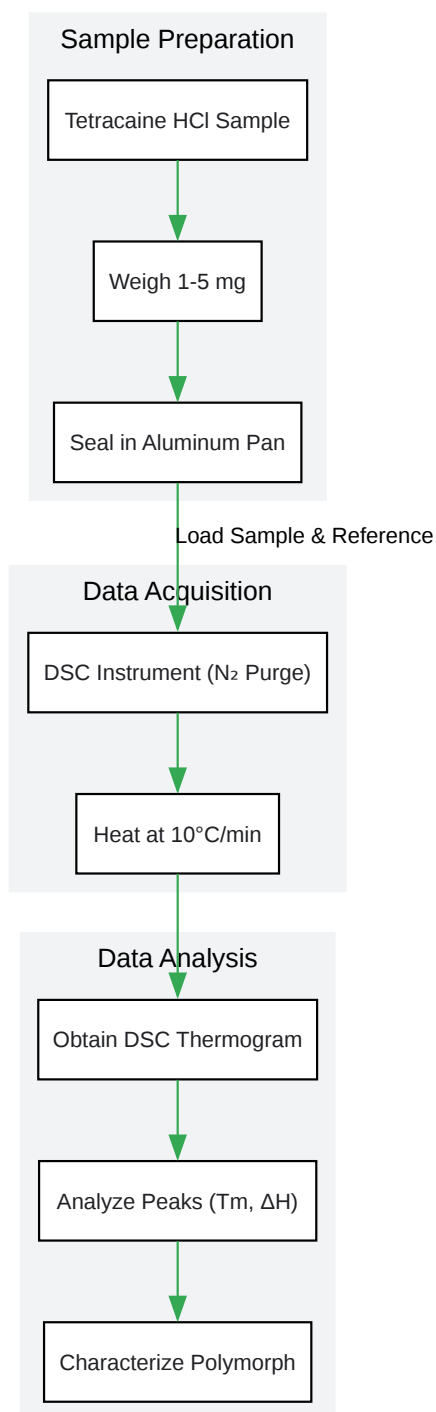 Sample Preparation
Tetracaine HCl Sample
Weigh 1-5 mg
Seal in Aluminum Pan
Load Sample & Reference
Data Acquisition
DSC Instrument (N₂ Purge)
Heat at 10°C/min
Data Analysis
Obtain DSC Thermogram
Analyze Peaks (Tm, ΔH)
Characterize Polymorph